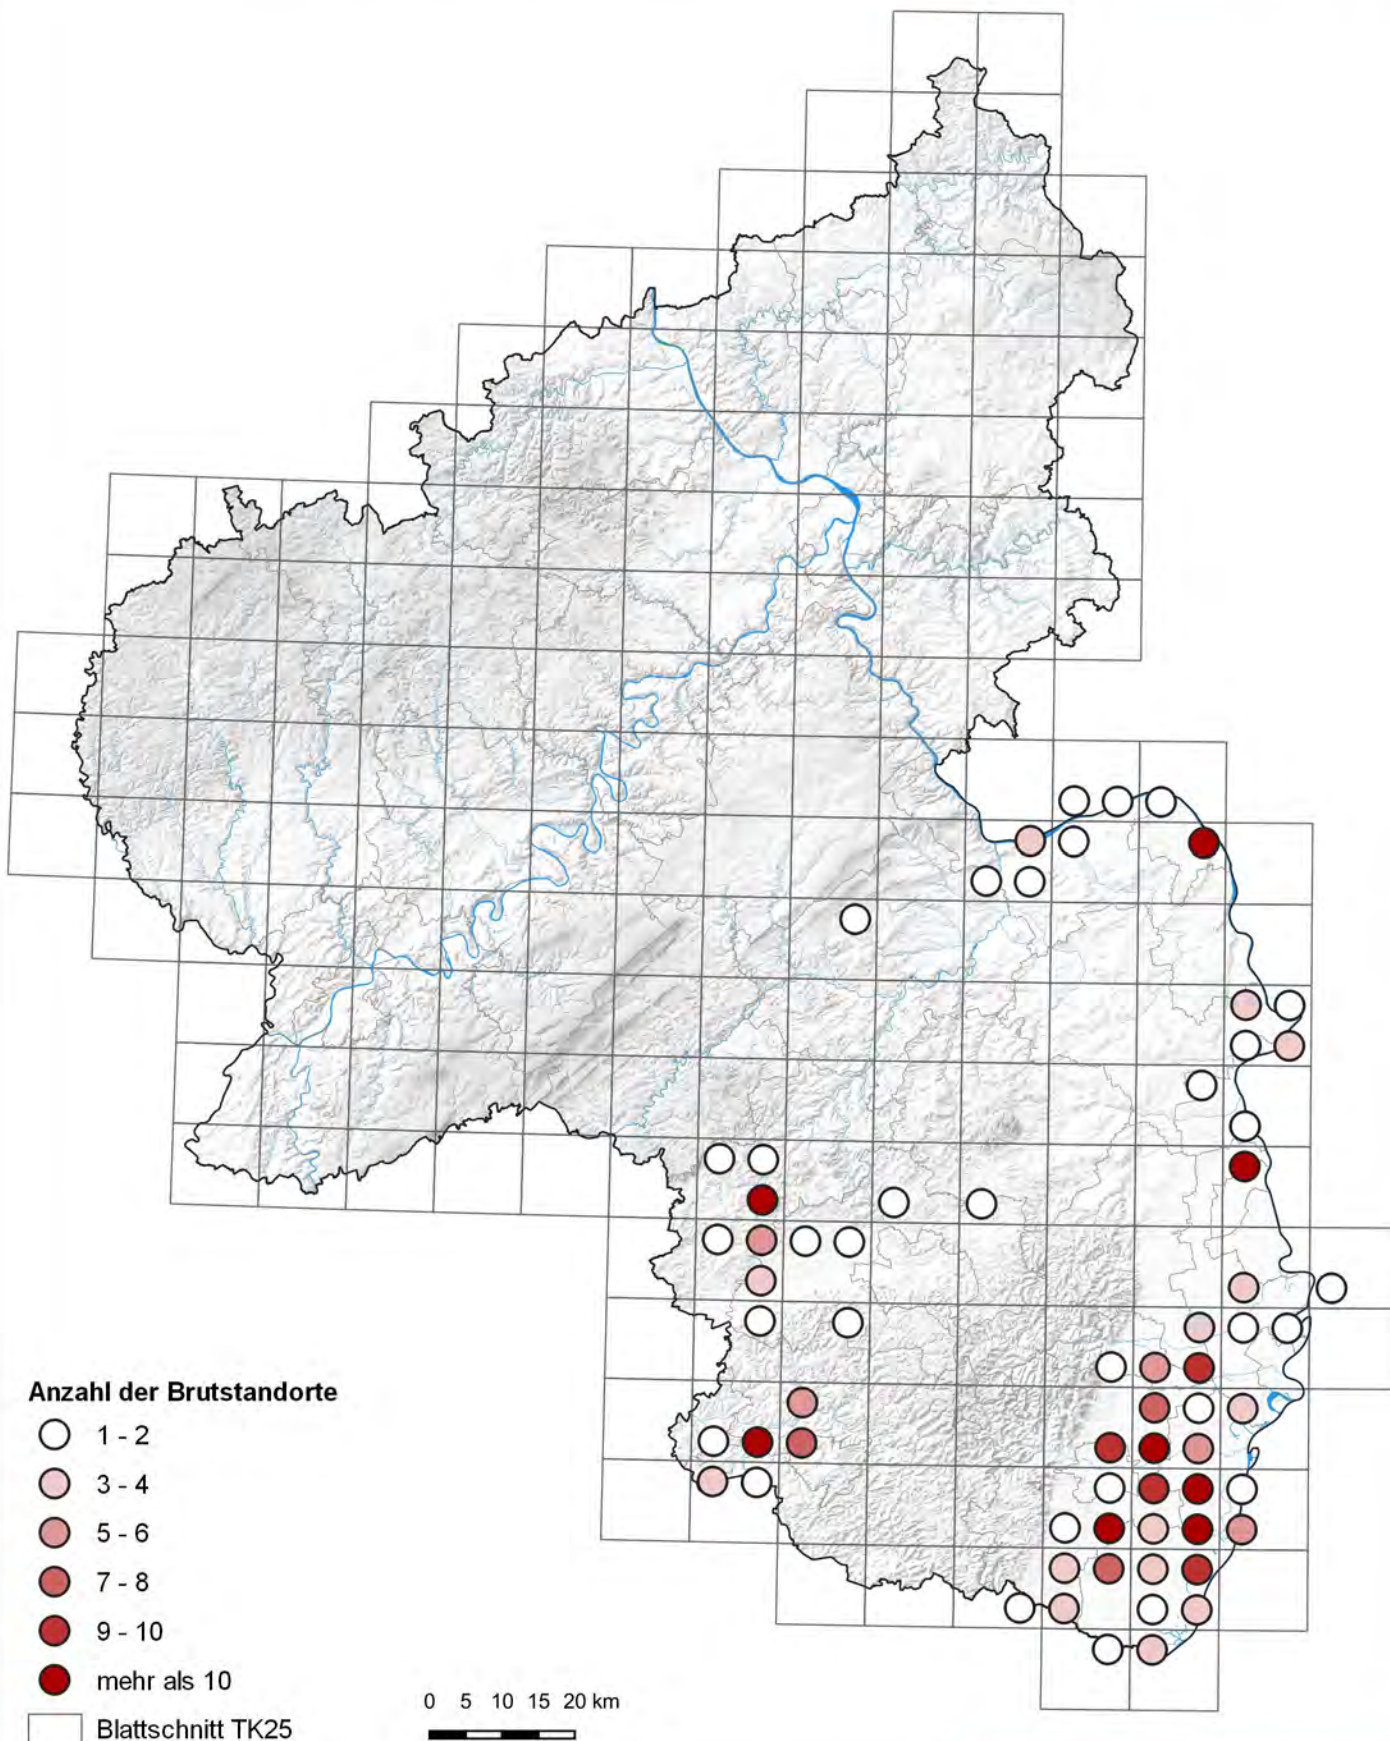 Anzahl der Brutstandorte
1 - 2
3 - 4
5 - 6
7 - 8
9 - 10
mehr als 10
Blattschnitt TK25
0 5 10 15 20 km